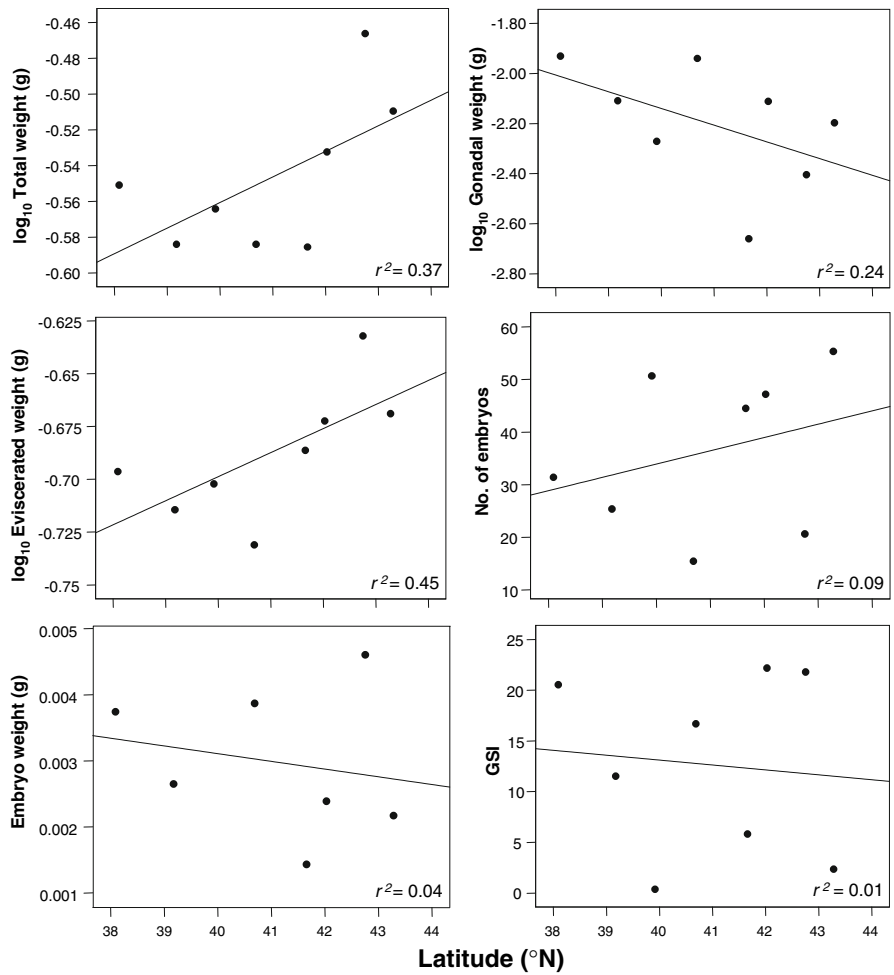 log₁₀ Total weight (g)
-0.46
-0.48
-0.50
-0.52
-0.54
-0.56
-0.58
-0.60
r² = 0.37
log₁₀ Gonadal weight (g)
-1.80
-2.00
-2.20
-2.40
-2.60
-2.80
r² = 0.24
log₁₀ Eviscerated weight (g)
-0.625
-0.65
-0.675
-0.70
-0.725
-0.75
r² = 0.45
No. of embryos
60
50
40
30
20
10
r² = 0.09
Embryo weight (g)
0.005
0.004
0.003
0.002
0.001
r² = 0.04
38 39 40 41 42 43 44
GSI
25
20
15
10
5
0
r² = 0.01
38 39 40 41 42 43 44
Latitude (°N)